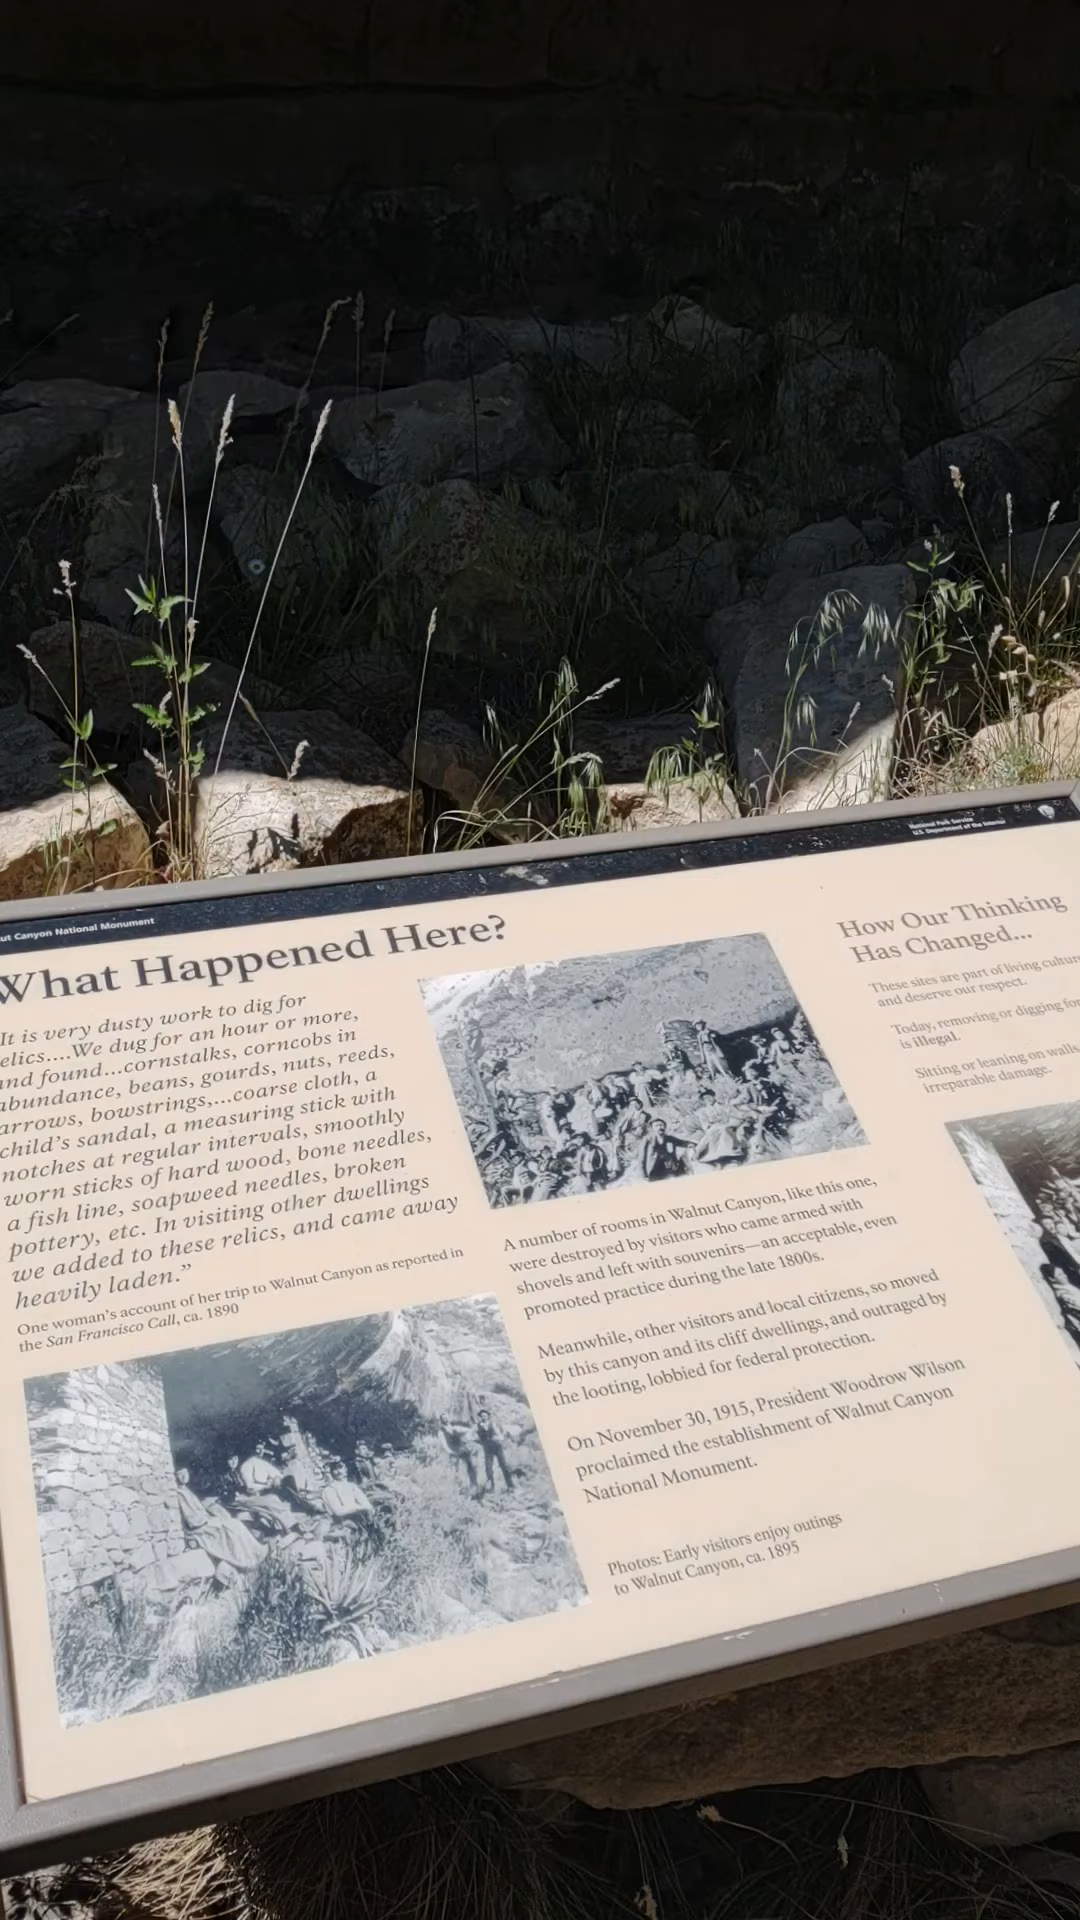 ut Canyon National Monument
National Park Service
U.S. Department of the Interior
What Happened Here?
It is very dusty work to dig for
elics....We dug for an hour or more,
nd found...cornstalks, corncobs in
abundance, beans, gourds, nuts, reeds,
arrows, bowstrings,...coarse cloth, a
child's sandal, a measuring stick with
notches at regular intervals, smoothly
worn sticks of hard wood, bone needles,
a fish line, soapweed needles, broken
pottery, etc. In visiting other dwellings
we added to these relics, and came away
heavily laden."
One woman's account of her trip to Walnut Canyon as reported in
the San Francisco Call, ca. 1890
A number of rooms in Walnut Canyon, like this one,
were destroyed by visitors who came armed with
shovels and left with souvenirs—an acceptable, even
promoted practice during the late 1800s.
Meanwhile, other visitors and local citizens, so moved
by this canyon and its cliff dwellings, and outraged by
the looting, lobbied for federal protection.
On November 30, 1915, President Woodrow Wilson
proclaimed the establishment of Walnut Canyon
National Monument.
Photos: Early visitors enjoy outings
to Walnut Canyon, ca. 1895
How Our Thinking
Has Changed...
These sites are part of living culture
and deserve our respect.
Today, removing or digging for
is illegal.
Sitting or leaning on walls
irreparable damage.